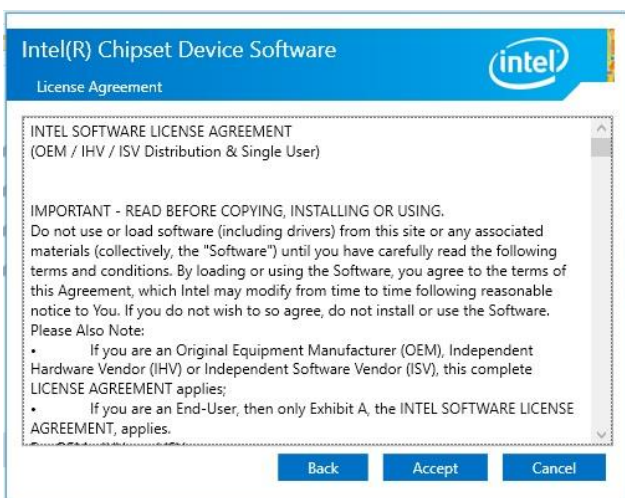 Intel(R) Chipset Device Software
intel
License Agreement
INTEL SOFTWARE LICENSE AGREEMENT
(OEM / IHV / ISV Distribution & Single User)
IMPORTANT - READ BEFORE COPYING, INSTALLING OR USING.
Do not use or load software (including drivers) from this site or any associated
materials (collectively, the "Software") until you have carefully read the following
terms and conditions. By loading or using the Software, you agree to the terms of
this Agreement, which Intel may modify from time to time following reasonable
notice to You. If you do not wish to so agree, do not install or use the Software.
Please Also Note:
• If you are an Original Equipment Manufacturer (OEM), Independent
Hardware Vendor (IHV) or Independent Software Vendor (ISV), this complete
LICENSE AGREEMENT applies;
• If you are an End-User, then only Exhibit A, the INTEL SOFTWARE LICENSE
AGREEMENT, applies.
Back Accept Cancel